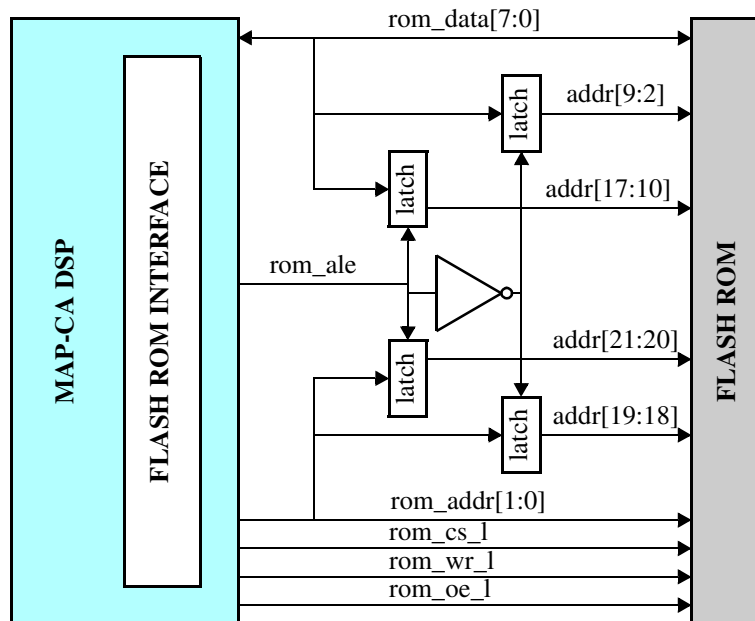 rom_data[7:0]
addr[9:2]
latch
latch
addr[17:10]
rom_ale
MAP-CA DSP
FLASH ROM INTERFACE
FLASH ROM
addr[21:20]
latch
addr[19:18]
latch
rom_addr[1:0]
rom_cs_l
rom_wr_l
rom_oe_l